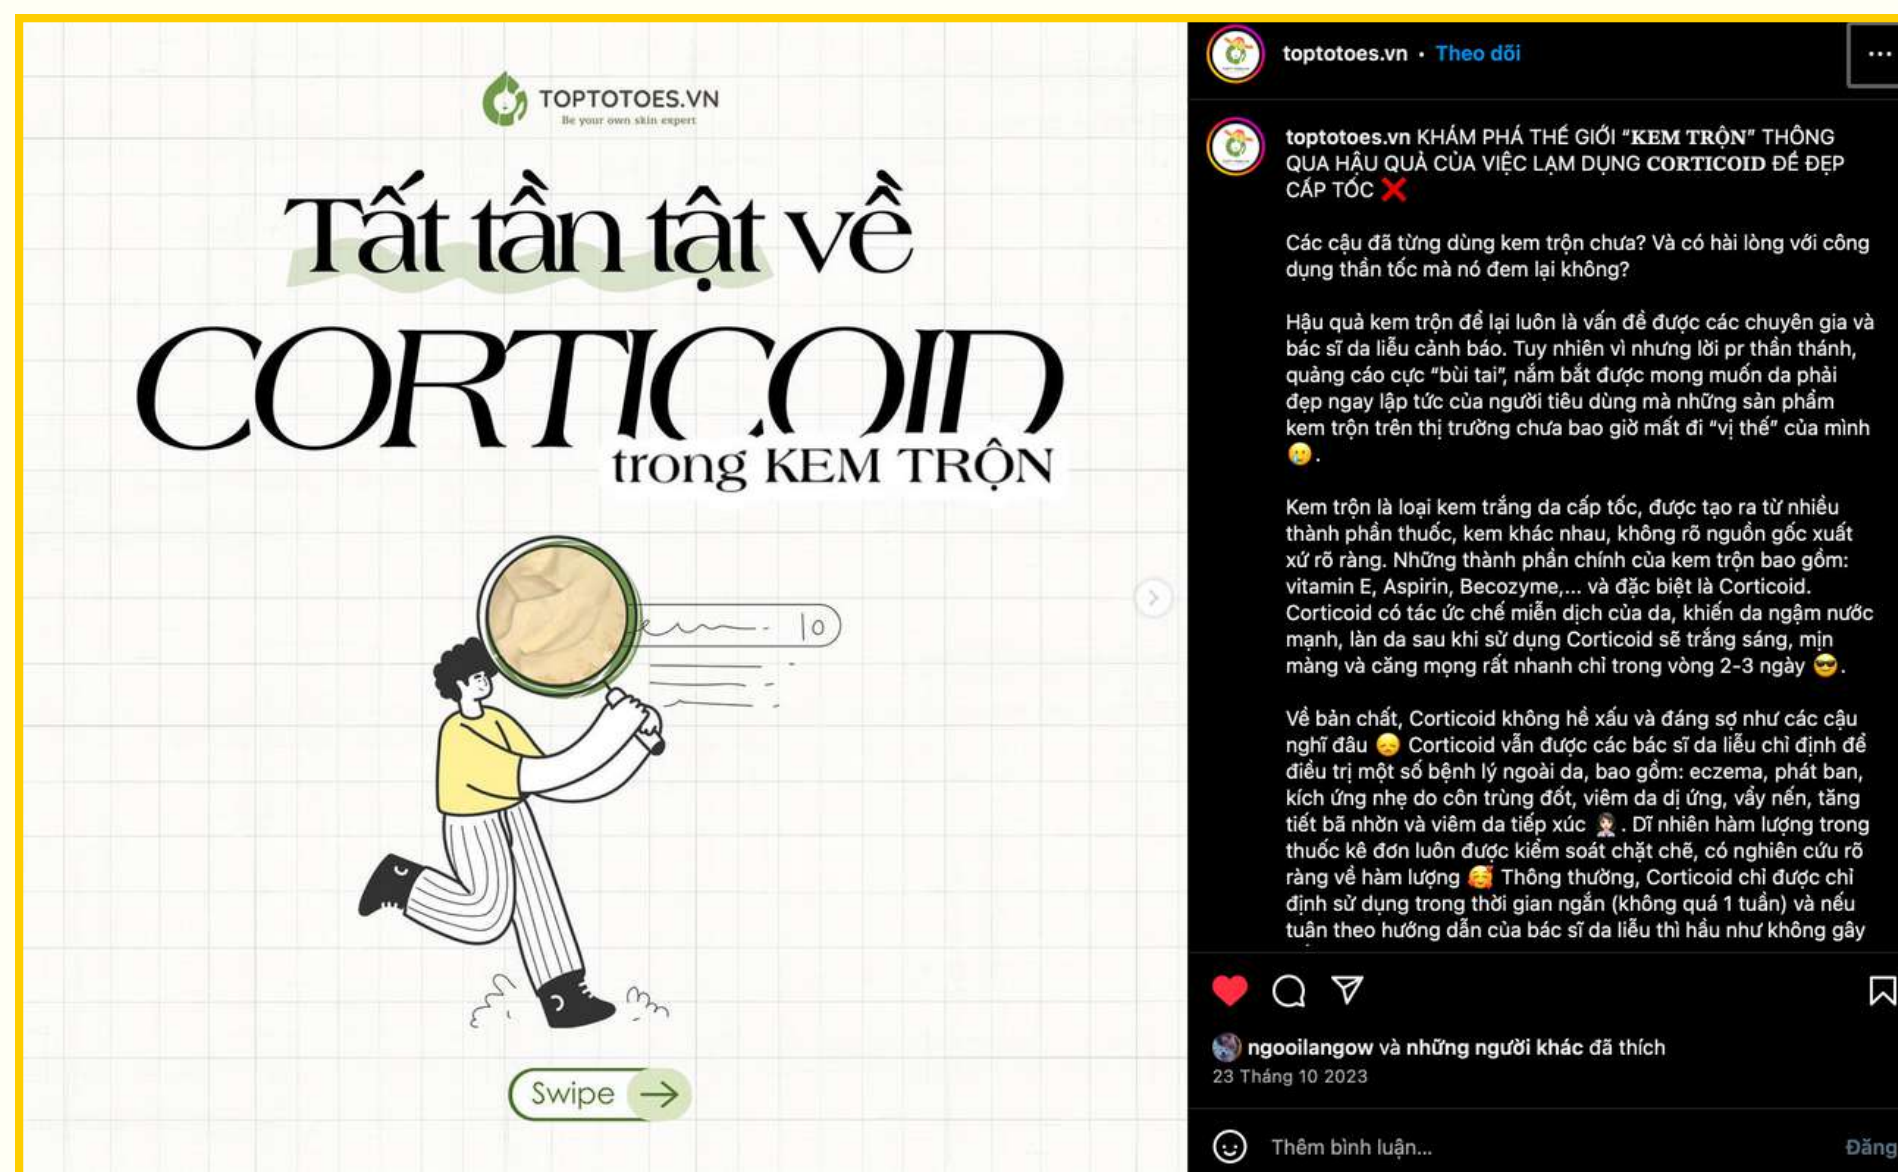 TOPTOTOES.VN
Be your own skin expert
Tất tần tật về
CORTICOID
trong KEM TRỘN
10
Swipe
toptotoes.vn • Theo dõi
toptotoes.vn KHÁM PHÁ THẾ GIỚI “KEM TRỘN” THÔNG
QUA HẬU QUẢ CỦA VIỆC LẠM DỤNG CORTICOID ĐỂ ĐẸP
CẤP TỐC ❌
Các cậu đã từng dùng kem trộn chưa? Và có hài lòng với công
dụng thần tốc mà nó đem lại không?
Hậu quả kem trộn để lại luôn là vấn đề được các chuyên gia và
bác sĩ da liễu cảnh báo. Tuy nhiên vì nhưng lời pr thần thánh,
quảng cáo cực “bùi tai”, nắm bắt được mong muốn da phải
đẹp ngay lập tức của người tiêu dùng mà những sản phẩm
kem trộn trên thị trường chưa bao giờ mất đi “vị thế” của mình
🥲.
Kem trộn là loại kem trắng da cấp tốc, được tạo ra từ nhiều
thành phần thuốc, kem khác nhau, không rõ nguồn gốc xuất
xứ rõ ràng. Những thành phần chính của kem trộn bao gồm:
vitamin E, Aspirin, Becozyme,... và đặc biệt là Corticoid.
Corticoid có tác ức chế miễn dịch của da, khiến da ngậm nước
mạnh, làn da sau khi sử dụng Corticoid sẽ trắng sáng, mịn
màng và căng mọng rất nhanh chỉ trong vòng 2-3 ngày 😎.
Về bản chất, Corticoid không hề xấu và đáng sợ như các cậu
nghĩ đâu 😞 Corticoid vẫn được các bác sĩ da liễu chỉ định để
điều trị một số bệnh lý ngoài da, bao gồm: eczema, phát ban,
kích ứng nhẹ do côn trùng đốt, viêm da dị ứng, vẩy nến, tăng
tiết bã nhờn và viêm da tiếp xúc 👩🏻‍⚕️. Dĩ nhiên hàm lượng trong
thuốc kê đơn luôn được kiểm soát chặt chẽ, có nghiên cứu rõ
ràng về hàm lượng 🥰 Thông thường, Corticoid chỉ được chỉ
định sử dụng trong thời gian ngắn (không quá 1 tuần) và nếu
tuân theo hướng dẫn của bác sĩ da liễu thì hầu như không gây
ngooilangow và những người khác đã thích
23 Tháng 10 2023
Thêm bình luận...
Đăng